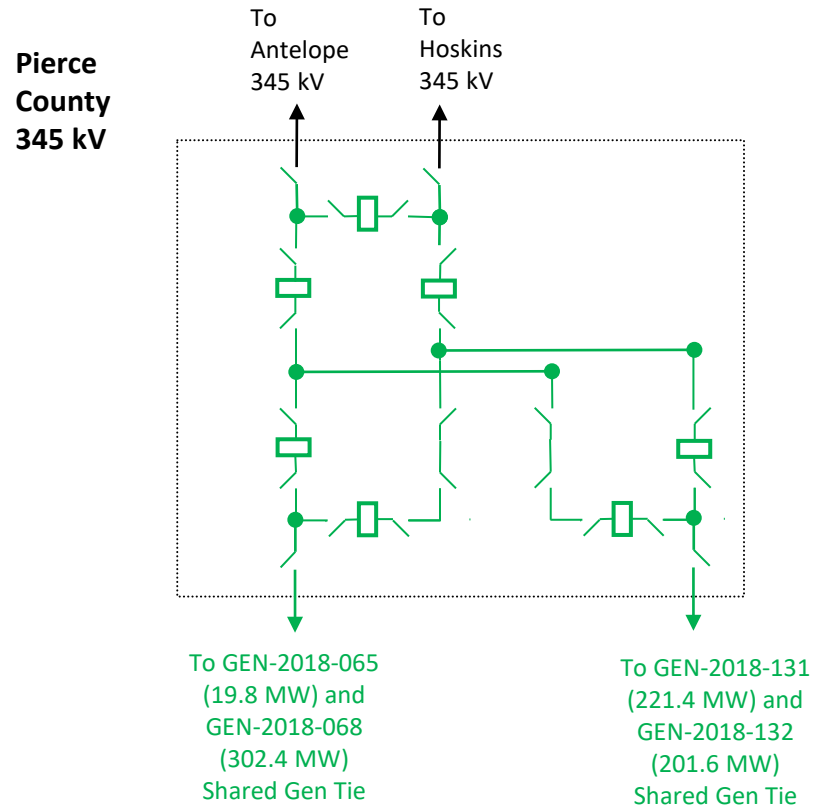 Pierce
County
345 kV
To
Antelope
345 kV
To
Hoskins
345 kV
To GEN-2018-065
(19.8 MW) and
GEN-2018-068
(302.4 MW)
Shared Gen Tie
To GEN-2018-131
(221.4 MW) and
GEN-2018-132
(201.6 MW)
Shared Gen Tie